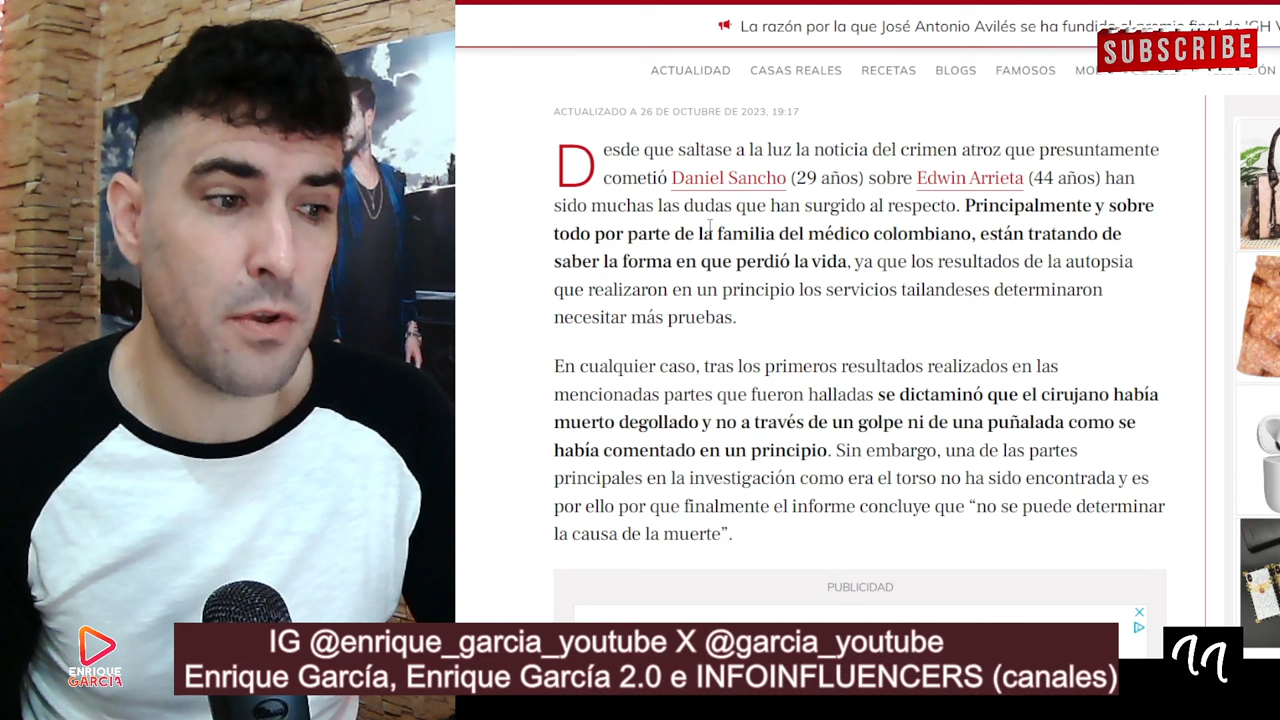 La razón por la que José Antonio Avilés se ha fundido el premio final de 'GH V
SUBSCRIBE
ACTUALIDAD CASAS REALES RECETAS BLOGS FAMOSOS
ACTUALIZADO A 26 DE OCTUBRE DE 2023, 19:17
Desde que saltase a la luz la noticia del crimen atroz que presuntamente
cometió Daniel Sancho (29 años) sobre Edwin Arrieta (44 años) han
sido muchas las dudas que han surgido al respecto. Principalmente y sobre
todo por parte de la familia del médico colombiano, están tratando de
saber la forma en que perdió la vida, ya que los resultados de la autopsia
que realizaron en un principio los servicios tailandeses determinaron
necesitar más pruebas.
En cualquier caso, tras los primeros resultados realizados en las
mencionadas partes que fueron halladas se dictaminó que el cirujano había
muerto degollado y no a través de un golpe ni de una puñalada como se
había comentado en un principio. Sin embargo, una de las partes
principales en la investigación como era el torso no ha sido encontrada y es
por ello por que finalmente el informe concluye que “no se puede determinar
la causa de la muerte”.
PUBLICIDAD
IG @enrique_garcia_youtube X @garcia_youtube
Enrique García, Enrique García 2.0 e INFOINFLUENCERS (canales)
ENRIQUE
GARCÍA